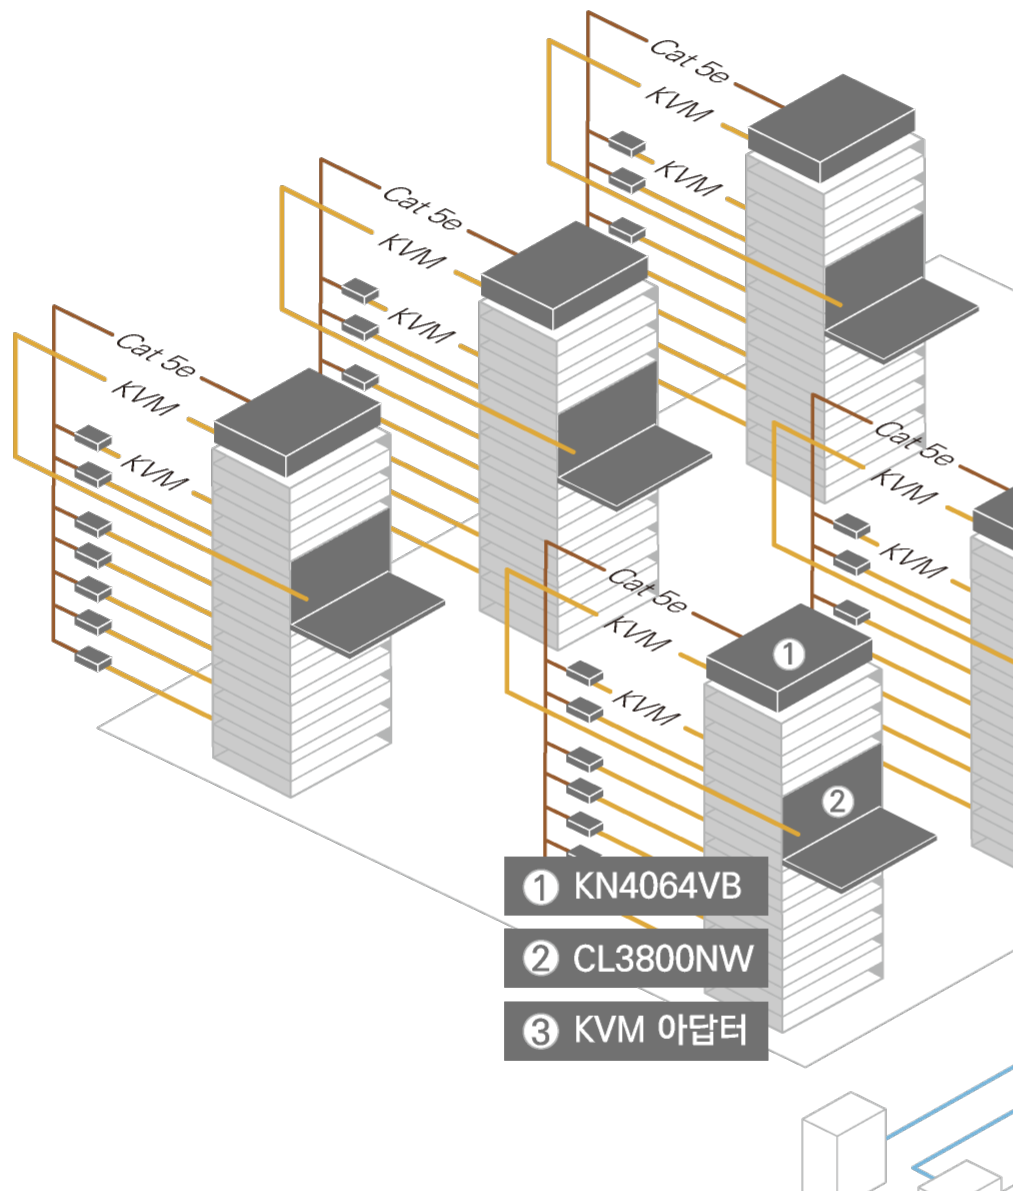 Cat 5e
KVM
KVM
Cat 5e
KVM
KVM
Cat 5e
KVM
KVM
Cat 5e
KVM
KVM
Cat 5e
KVM
KVM
①
②
① KN4064VB
② CL3800NW
③ KVM 아답터